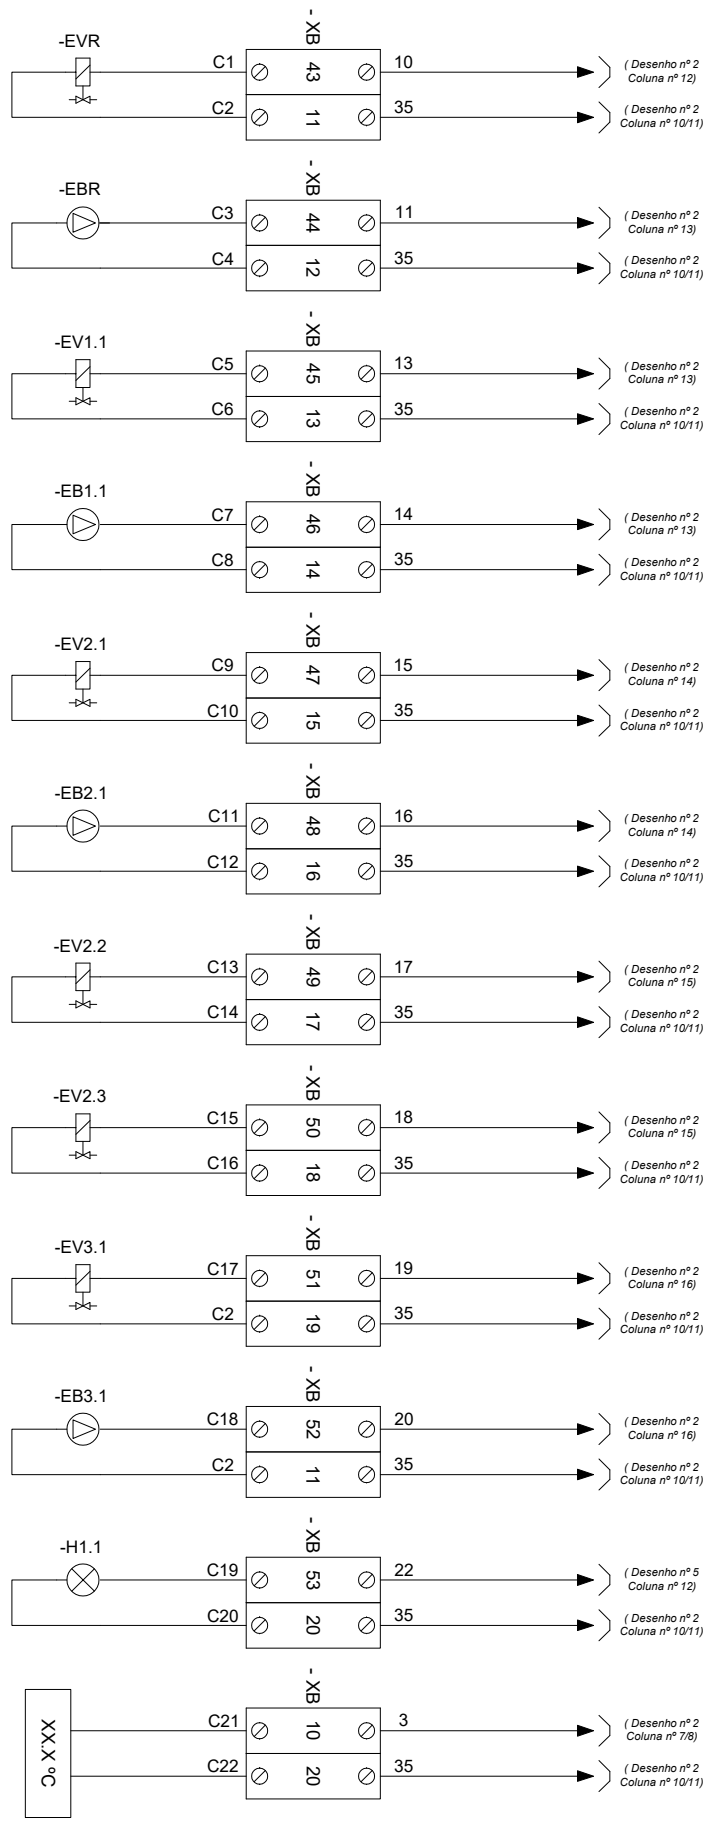 - XB
-EVR
C1 43 10
( Desenho nº 2
Coluna nº 12)
C2 11 35
( Desenho nº 2
Coluna nº 10/11)
- XB
-EBR
C3 44 11
( Desenho nº 2
Coluna nº 13)
C4 12 35
( Desenho nº 2
Coluna nº 10/11)
- XB
-EV1.1
C5 45 13
( Desenho nº 2
Coluna nº 13)
C6 13 35
( Desenho nº 2
Coluna nº 10/11)
- XB
-EB1.1
C7 46 14
( Desenho nº 2
Coluna nº 13)
C8 14 35
( Desenho nº 2
Coluna nº 10/11)
- XB
-EV2.1
C9 47 15
( Desenho nº 2
Coluna nº 14)
C10 15 35
( Desenho nº 2
Coluna nº 10/11)
- XB
-EB2.1
C11 48 16
( Desenho nº 2
Coluna nº 14)
C12 16 35
( Desenho nº 2
Coluna nº 10/11)
- XB
-EV2.2
C13 49 17
( Desenho nº 2
Coluna nº 15)
C14 17 35
( Desenho nº 2
Coluna nº 10/11)
- XB
-EV2.3
C15 50 18
( Desenho nº 2
Coluna nº 15)
C16 18 35
( Desenho nº 2
Coluna nº 10/11)
- XB
-EV3.1
C17 51 19
( Desenho nº 2
Coluna nº 16)
C2 19 35
( Desenho nº 2
Coluna nº 10/11)
- XB
-EB3.1
C18 52 20
( Desenho nº 2
Coluna nº 16)
C2 11 35
( Desenho nº 2
Coluna nº 10/11)
- XB
-H1.1
C19 53 22
( Desenho nº 5
Coluna nº 12)
C20 20 35
( Desenho nº 2
Coluna nº 10/11)
- XB
XX.X ºC
C21 10 3
( Desenho nº 2
Coluna nº 7/8)
C22 20 35
( Desenho nº 2
Coluna nº 10/11)